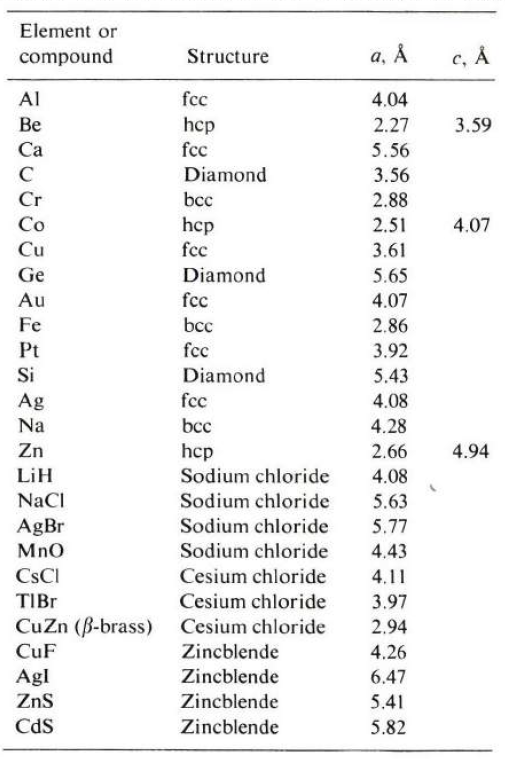 Element or
compound Structure a, Å c, Å
Al fcc 4.04
Be hcp 2.27 3.59
Ca fcc 5.56
C Diamond 3.56
Cr bcc 2.88
Co hcp 2.51 4.07
Cu fcc 3.61
Ge Diamond 5.65
Au fcc 4.07
Fe bcc 2.86
Pt fcc 3.92
Si Diamond 5.43
Ag fcc 4.08
Na bcc 4.28
Zn hcp 2.66 4.94
LiH Sodium chloride 4.08
NaCl Sodium chloride 5.63
AgBr Sodium chloride 5.77
MnO Sodium chloride 4.43
CsCl Cesium chloride 4.11
TlBr Cesium chloride 3.97
CuZn (β-brass) Cesium chloride 2.94
CuF Zincblende 4.26
AgI Zincblende 6.47
ZnS Zincblende 5.41
CdS Zincblende 5.82